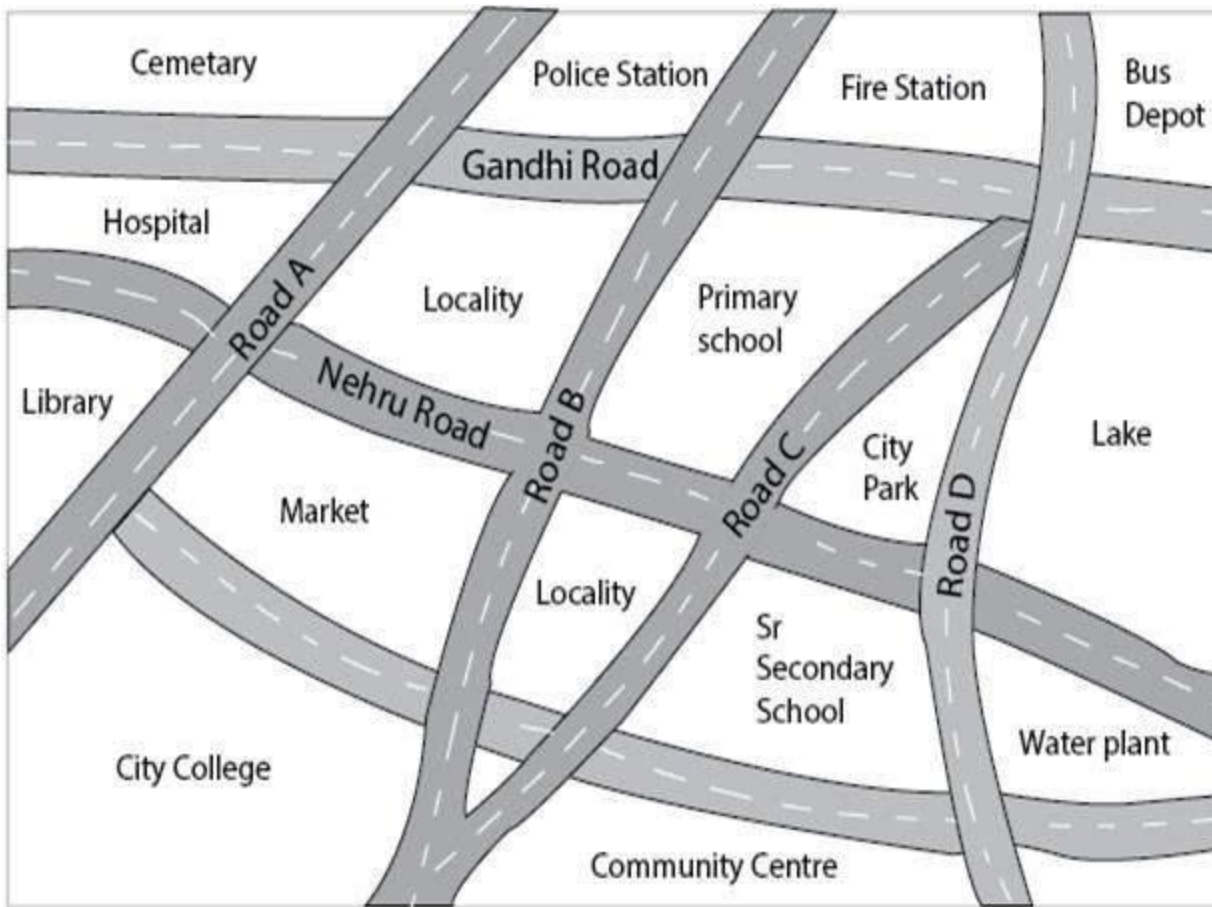 Cemetary
Police Station
Fire Station
Bus
Depot
Gandhi Road
Hospital
Road A
Locality
Primary
school
Nehru Road
Library
Road B
Road C
City
Park
Lake
Market
Road D
Locality
Sr
Secondary
School
City College
Water plant
Community Centre